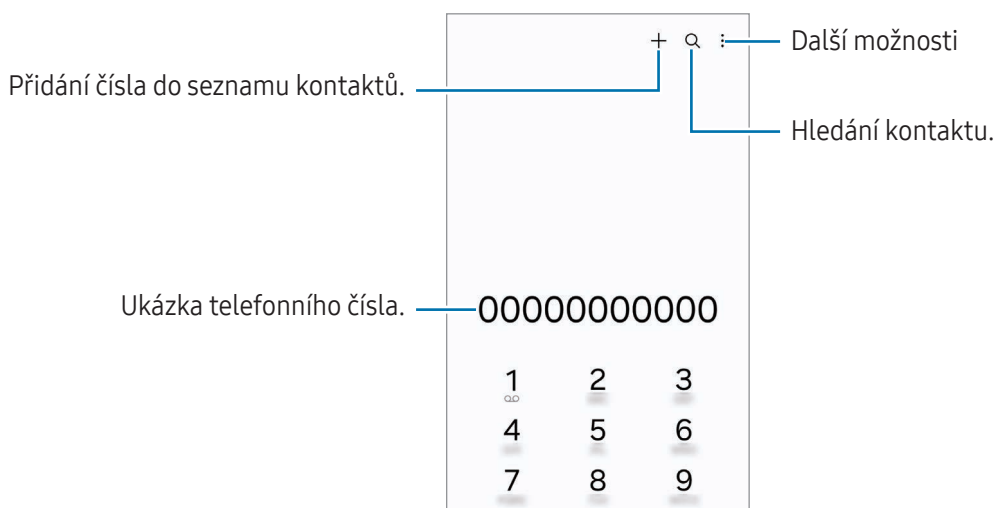 Další možnosti
Přidání čísla do seznamu kontaktů.
Hledání kontaktu.
Ukázka telefonního čísla.
00000000000
1 2 3
4 5 6
7 8 9